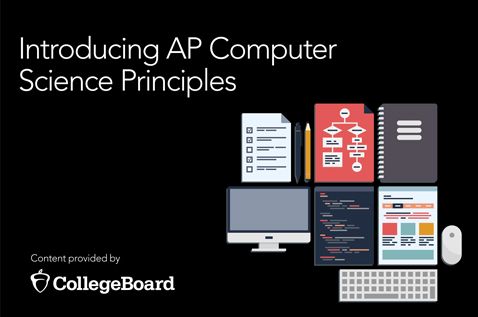 Introducing AP Computer
Science Principles
Content provided by
CollegeBoard